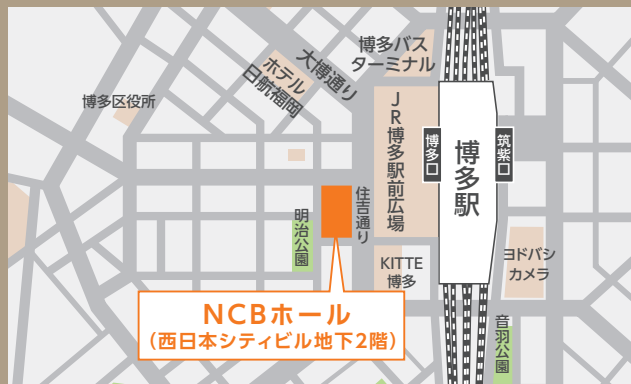 博多バス
ターミナル
大博通り
ホテル
日航福岡
博多区役所
JR博多駅前広場
博多口
博多駅
筑紫口
住吉通り
明治公園
KITTE
博多
ヨドバシ
カメラ
NCBホール
(西日本シティビル地下2階)
音羽公園